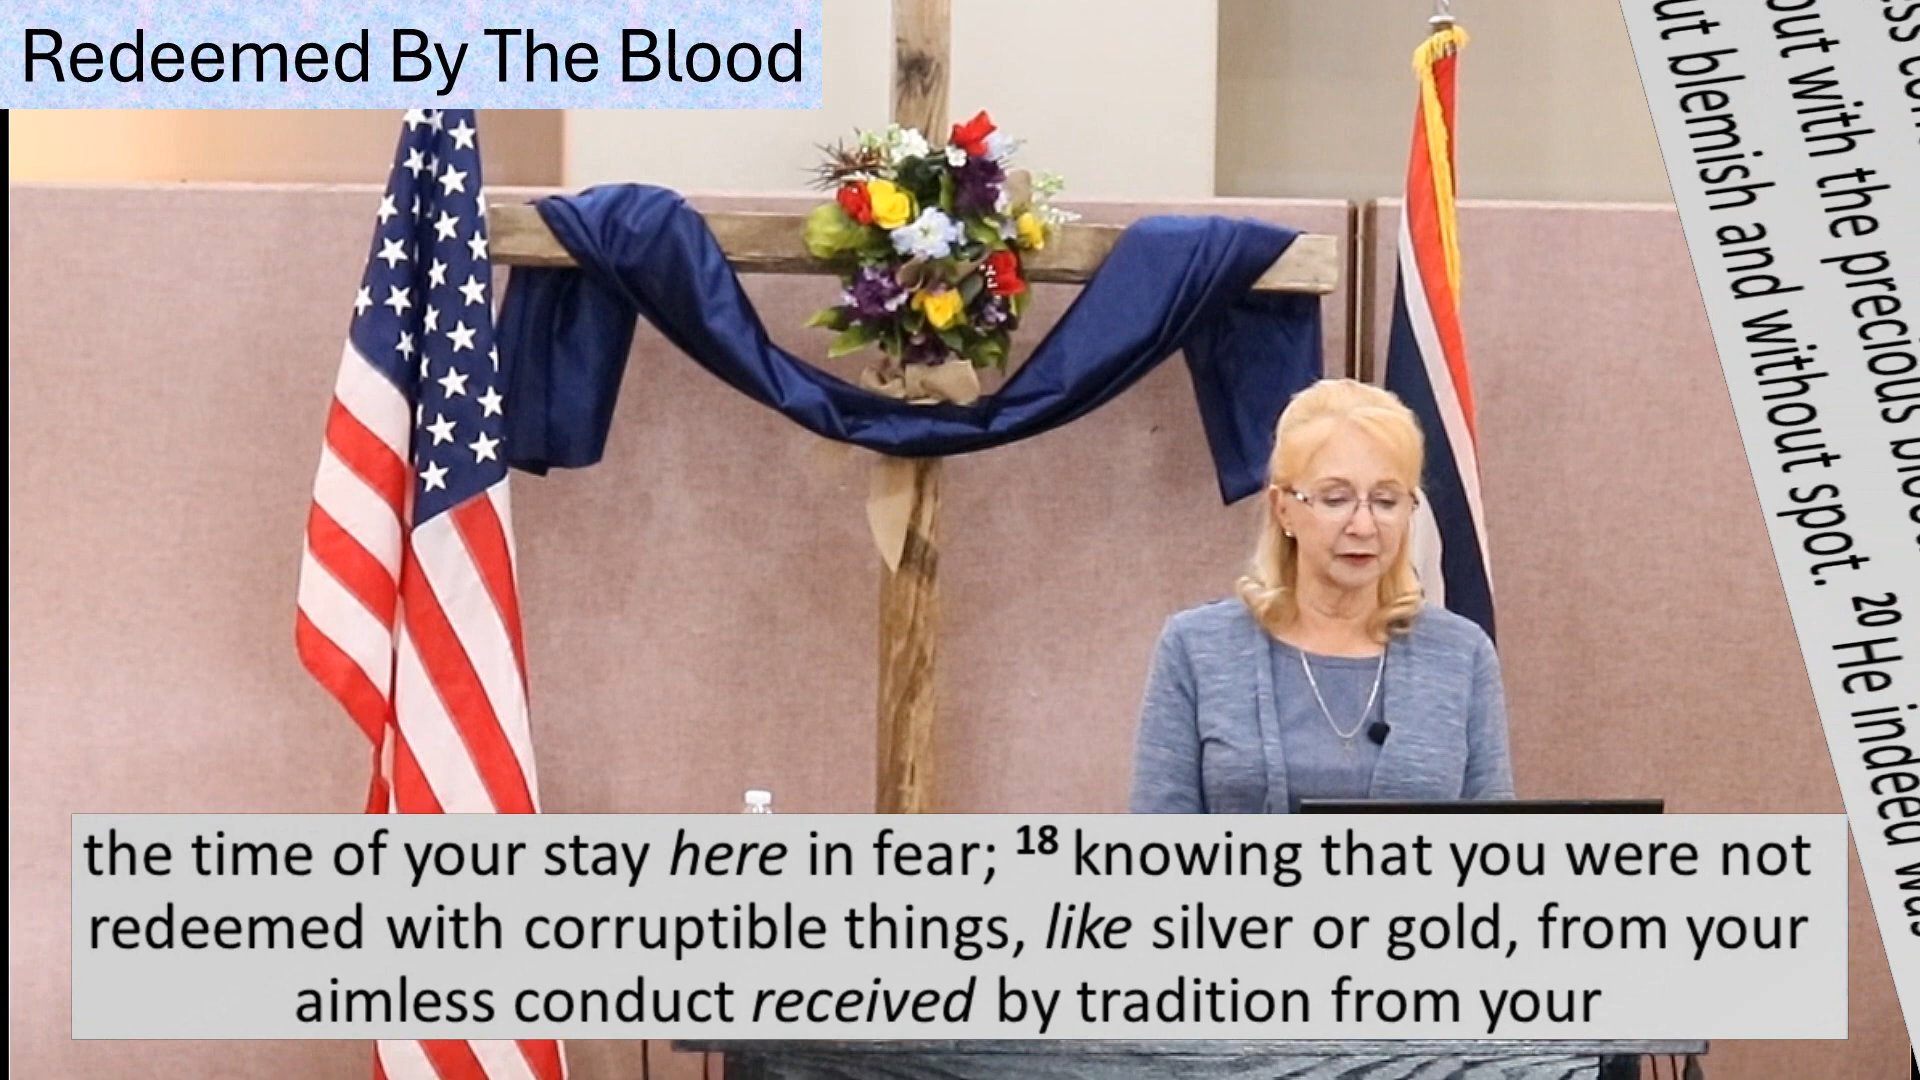 Redeemed By The Blood
the time of your stay here in fear; 18 knowing that you were not
redeemed with corruptible things, like silver or gold, from your
aimless conduct received by tradition from your
out with the precious
ut blemish and without spot. 20 He indeed was